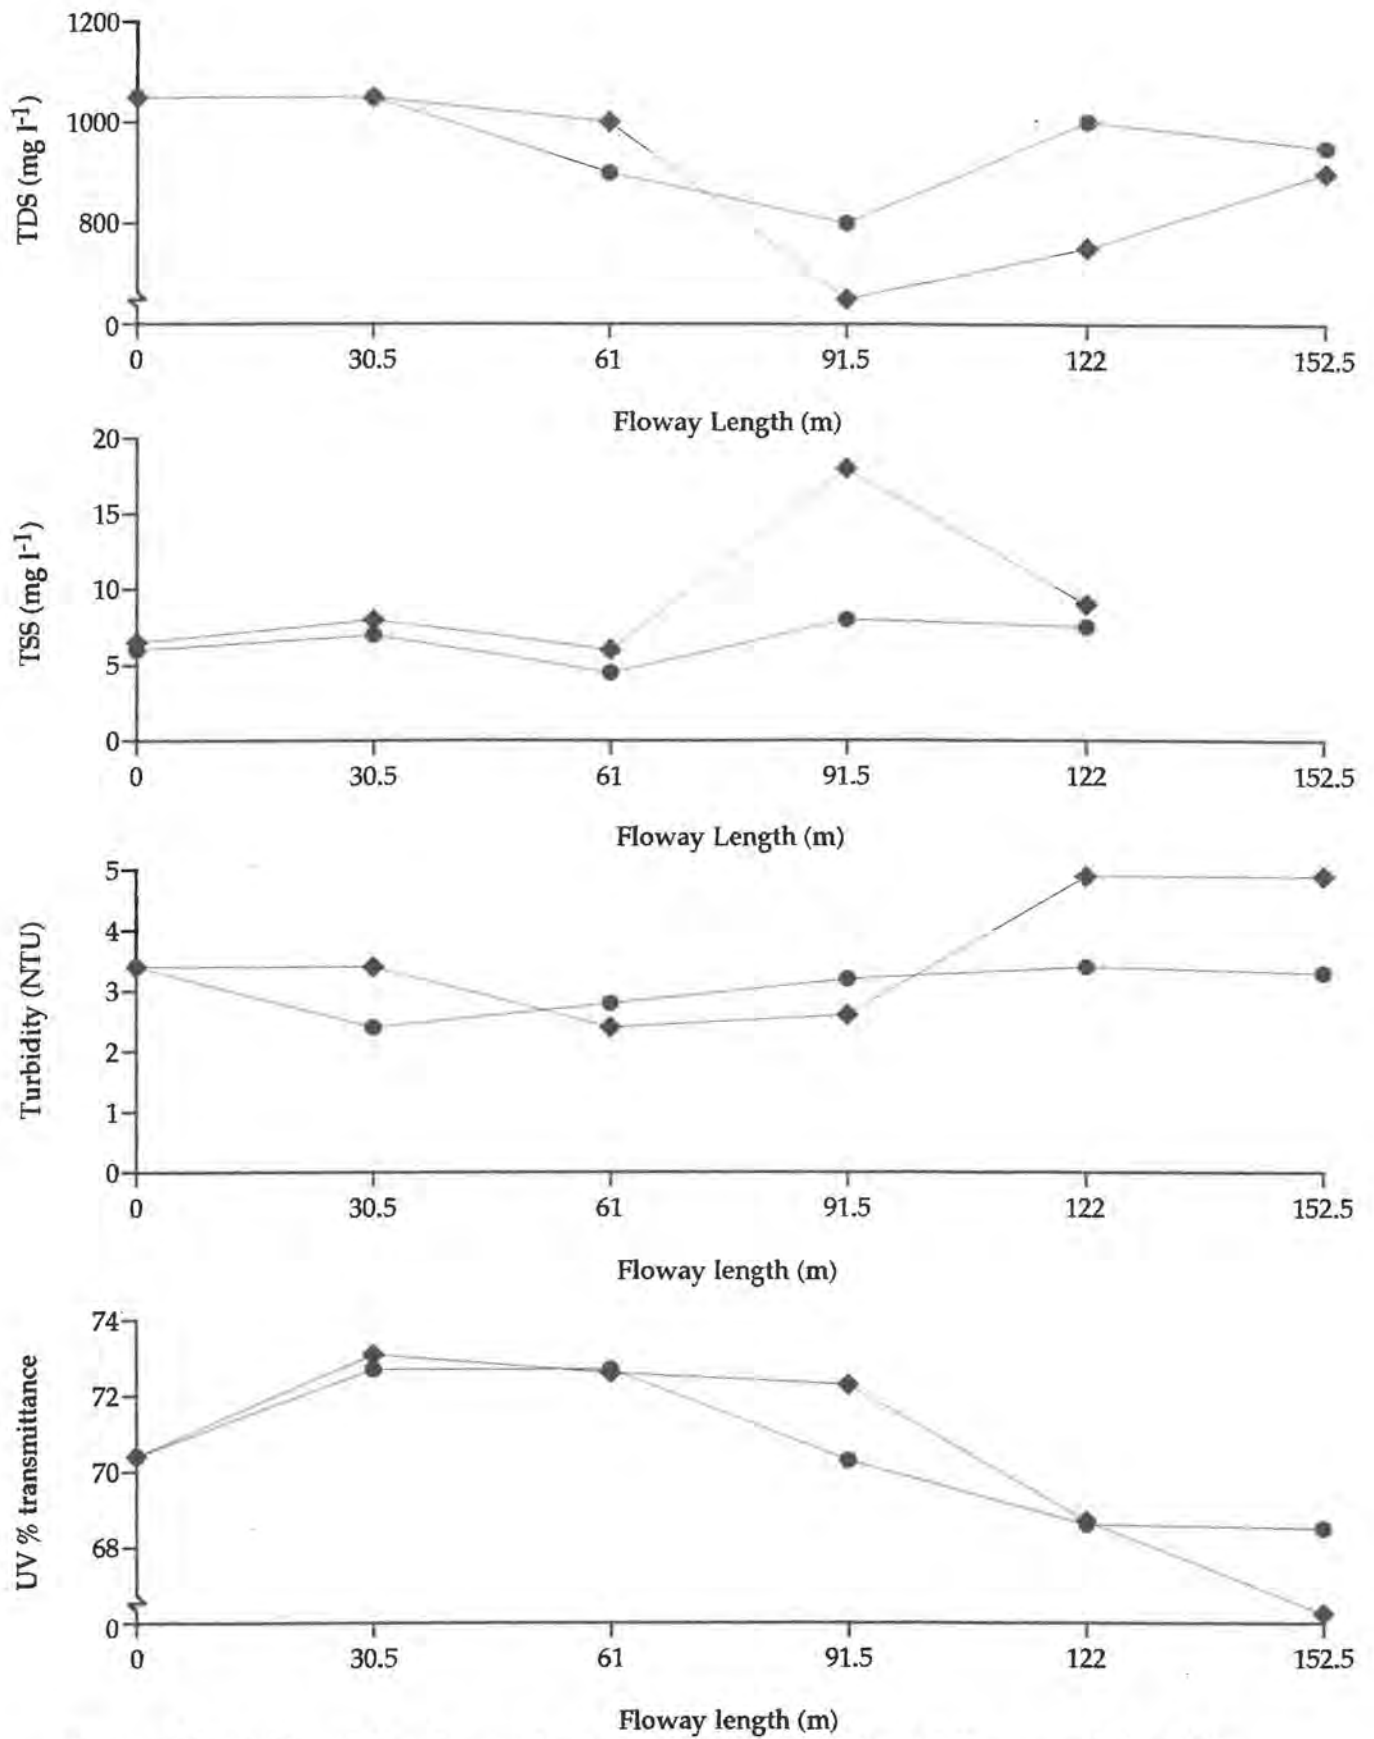 TDS (mg l-1)
1200
1000
800
0
0 30.5 61 91.5 122 152.5
Floway Length (m)
TSS (mg l-1)
20
15
10
5
0
0 30.5 61 91.5 122 152.5
Floway Length (m)
Turbidity (NTU)
5
4
3
2
1
0
0 30.5 61 91.5 122 152.5
Floway length (m)
UV % transmittance
74
72
70
68
0
0 30.5 61 91.5 122 152.5
Floway length (m)